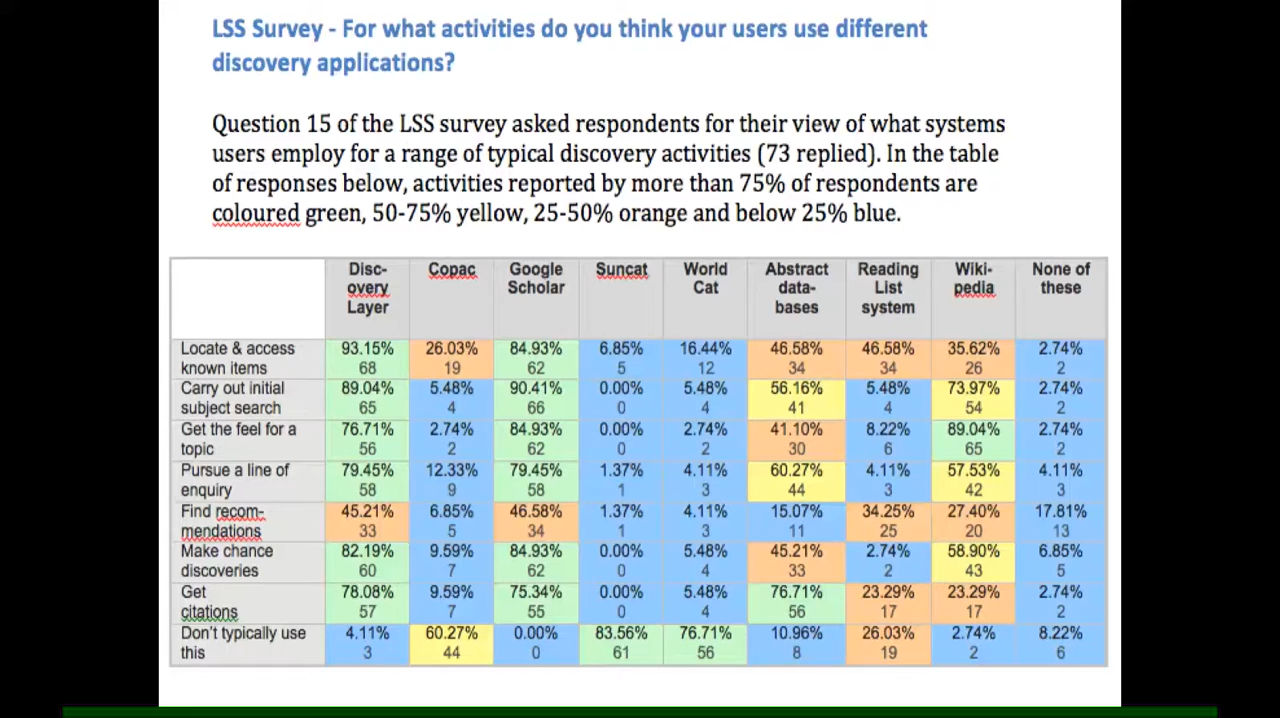 LSS Survey - For what activities do you think your users use different
discovery applications?
Question 15 of the LSS survey asked respondents for their view of what systems
users employ for a range of typical discovery activities (73 replied). In the table
of responses below, activities reported by more than 75% of respondents are
coloured green, 50-75% yellow, 25-50% orange and below 25% blue.
Disc- Copac Google Suncat World Abstract Reading Wiki- None of
overy Scholar Cat data- List pedia these
Layer bases system
Locate & access 93.15% 26.03% 84.93% 6.85% 16.44% 46.58% 46.58% 35.62% 2.74%
known items 68 19 62 5 12 34 34 26 2
Carry out initial 89.04% 5.48% 90.41% 0.00% 5.48% 56.16% 5.48% 73.97% 2.74%
subject search 65 4 66 0 4 41 4 54 2
Get the feel for a 76.71% 2.74% 84.93% 0.00% 2.74% 41.10% 8.22% 89.04% 2.74%
topic 56 2 62 0 2 30 6 65 2
Pursue a line of 79.45% 12.33% 79.45% 1.37% 4.11% 60.27% 4.11% 57.53% 4.11%
enquiry 58 9 58 1 3 44 3 42 3
Find recom- 45.21% 6.85% 46.58% 1.37% 4.11% 15.07% 34.25% 27.40% 17.81%
mendations 33 5 34 1 3 11 25 20 13
Make chance 82.19% 9.59% 84.93% 0.00% 5.48% 45.21% 2.74% 58.90% 6.85%
discoveries 60 7 62 0 4 33 2 43 5
Get 78.08% 9.59% 75.34% 0.00% 5.48% 76.71% 23.29% 23.29% 2.74%
citations 57 7 55 0 4 56 17 17 2
Don't typically use 4.11% 60.27% 0.00% 83.56% 76.71% 10.96% 26.03% 2.74% 8.22%
this 3 44 0 61 56 8 19 2 6